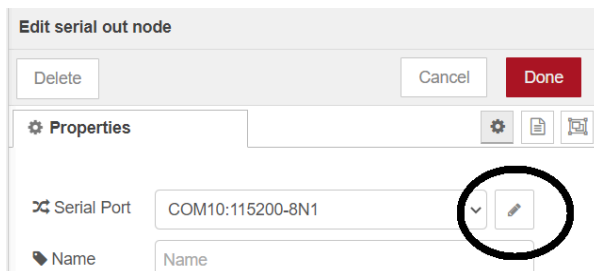 Edit serial out node
Delete Cancel Done
Properties
Serial Port COM10:115200-8N1
Name Name